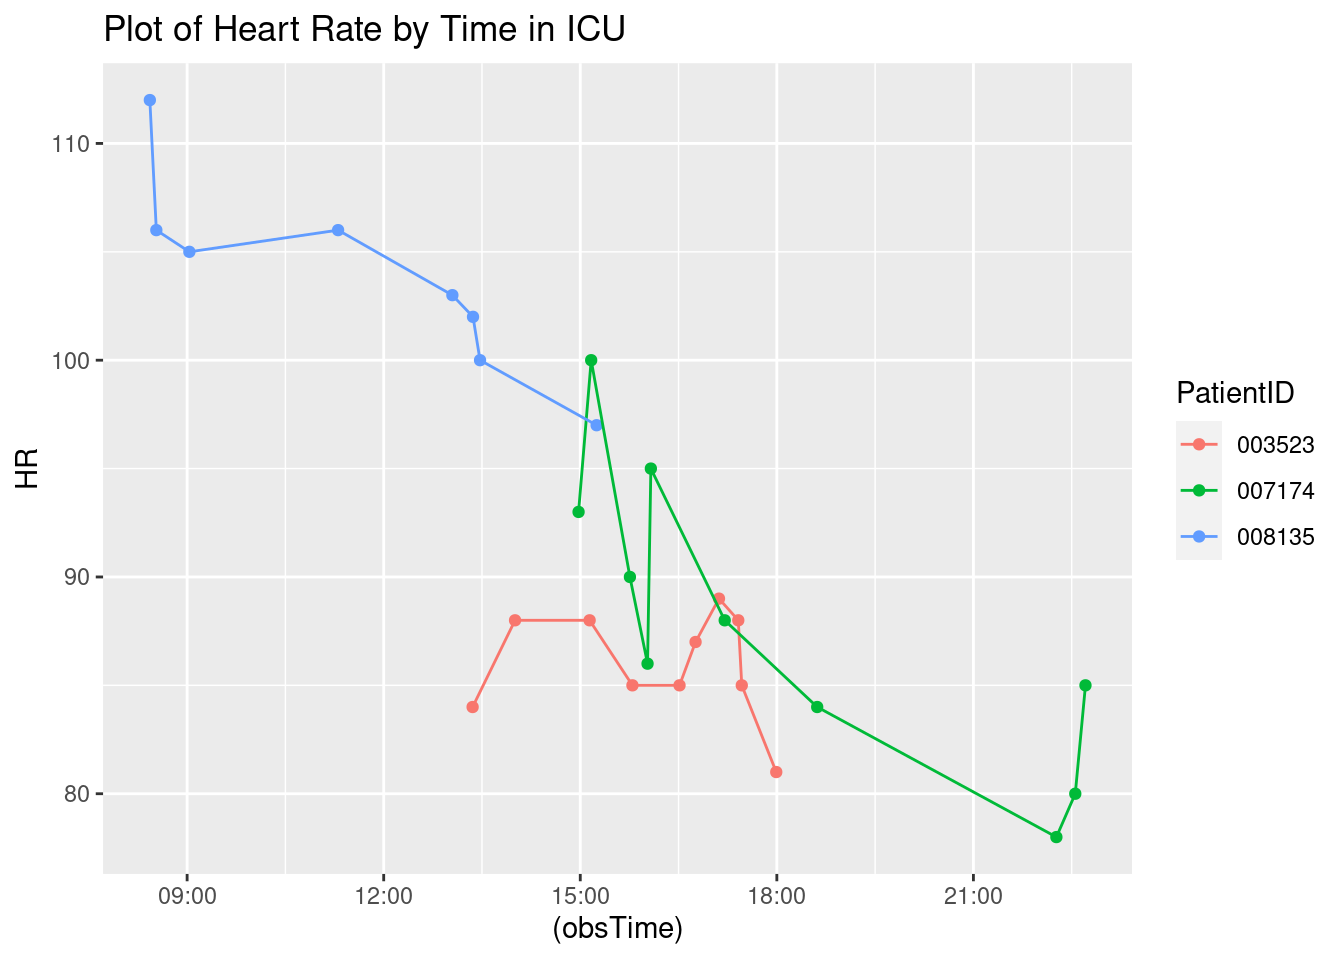 Plot of Heart Rate by Time in ICU
110
100
90
80
HR
09:00 12:00 15:00 18:00 21:00
(obsTime)
PatientID
003523
007174
008135